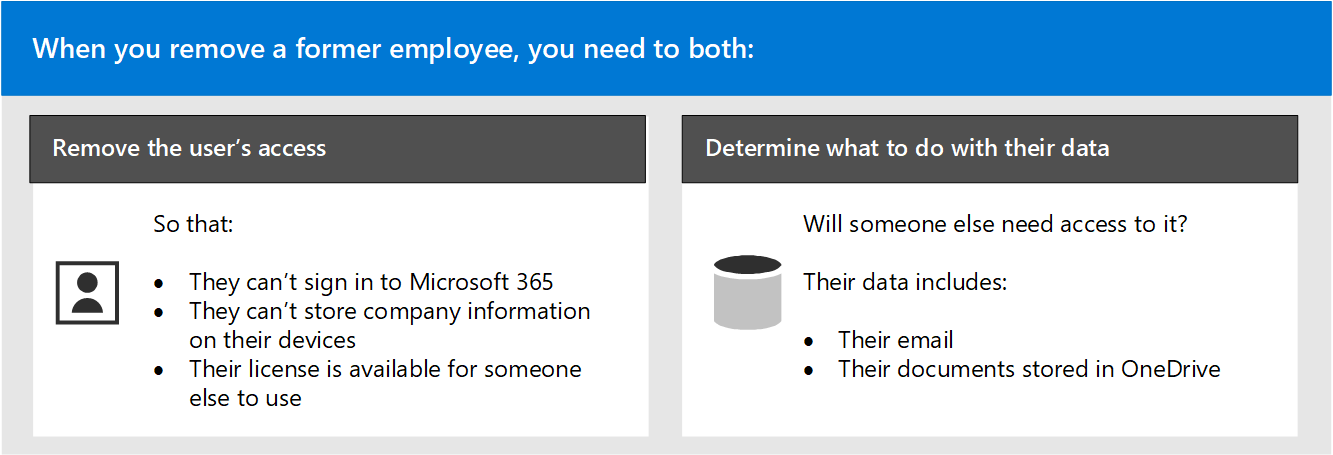 When you remove a former employee, you need to both:
Remove the user’s access
So that:
• They can’t sign in to Microsoft 365
• They can’t store company information
on their devices
• Their license is available for someone
else to use
Determine what to do with their data
Will someone else need access to it?
Their data includes:
• Their email
• Their documents stored in OneDrive